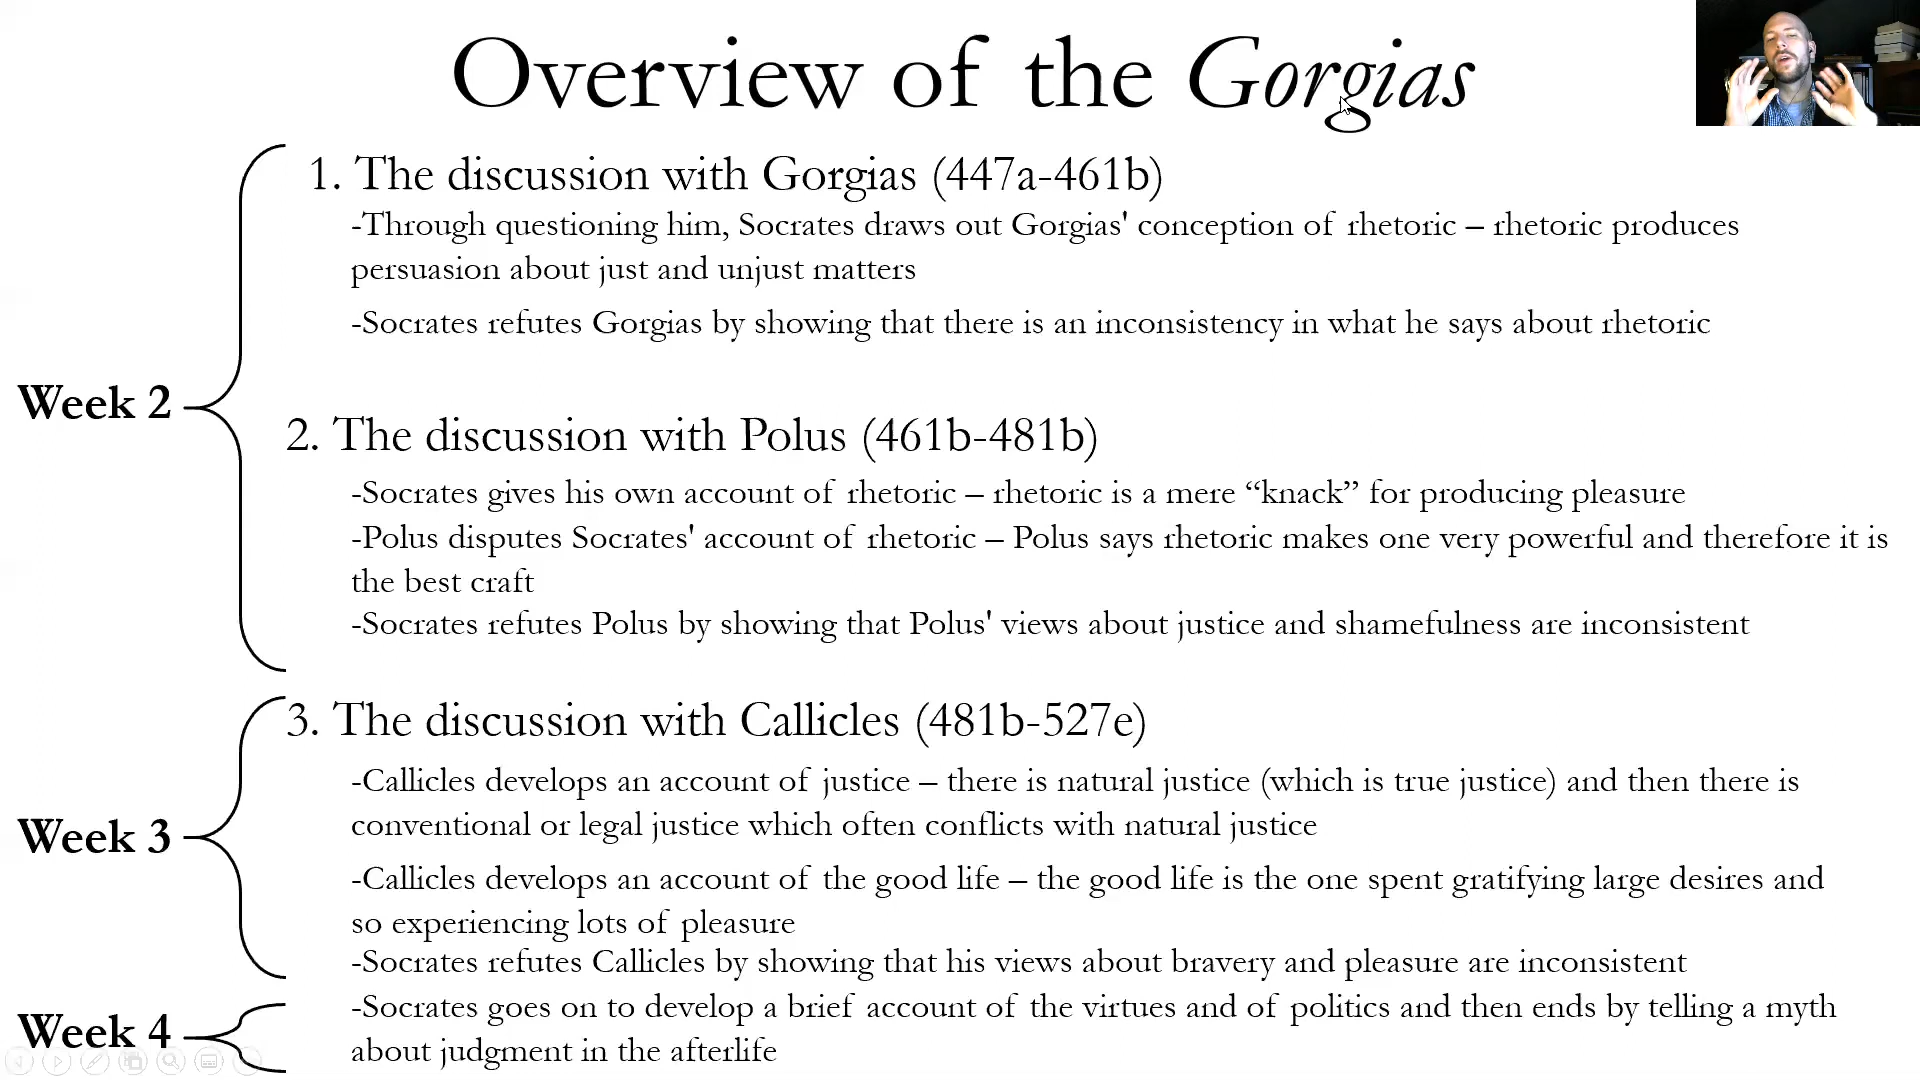 Overview of the Gorgias
1. The discussion with Gorgias (447a-461b)
-Through questioning him, Socrates draws out Gorgias' conception of rhetoric – rhetoric produces
persuasion about just and unjust matters
-Socrates refutes Gorgias by showing that there is an inconsistency in what he says about rhetoric
Week 2
2. The discussion with Polus (461b-481b)
-Socrates gives his own account of rhetoric – rhetoric is a mere “knack” for producing pleasure
-Polus disputes Socrates' account of rhetoric – Polus says rhetoric makes one very powerful and therefore it is
the best craft
-Socrates refutes Polus by showing that Polus' views about justice and shamefulness are inconsistent
3. The discussion with Callicles (481b-527e)
-Callicles develops an account of justice – there is natural justice (which is true justice) and then there is
conventional or legal justice which often conflicts with natural justice
Week 3
-Callicles develops an account of the good life – the good life is the one spent gratifying large desires and
so experiencing lots of pleasure
-Socrates refutes Callicles by showing that his views about bravery and pleasure are inconsistent
Week 4
-Socrates goes on to develop a brief account of the virtues and of politics and then ends by telling a myth
about judgment in the afterlife